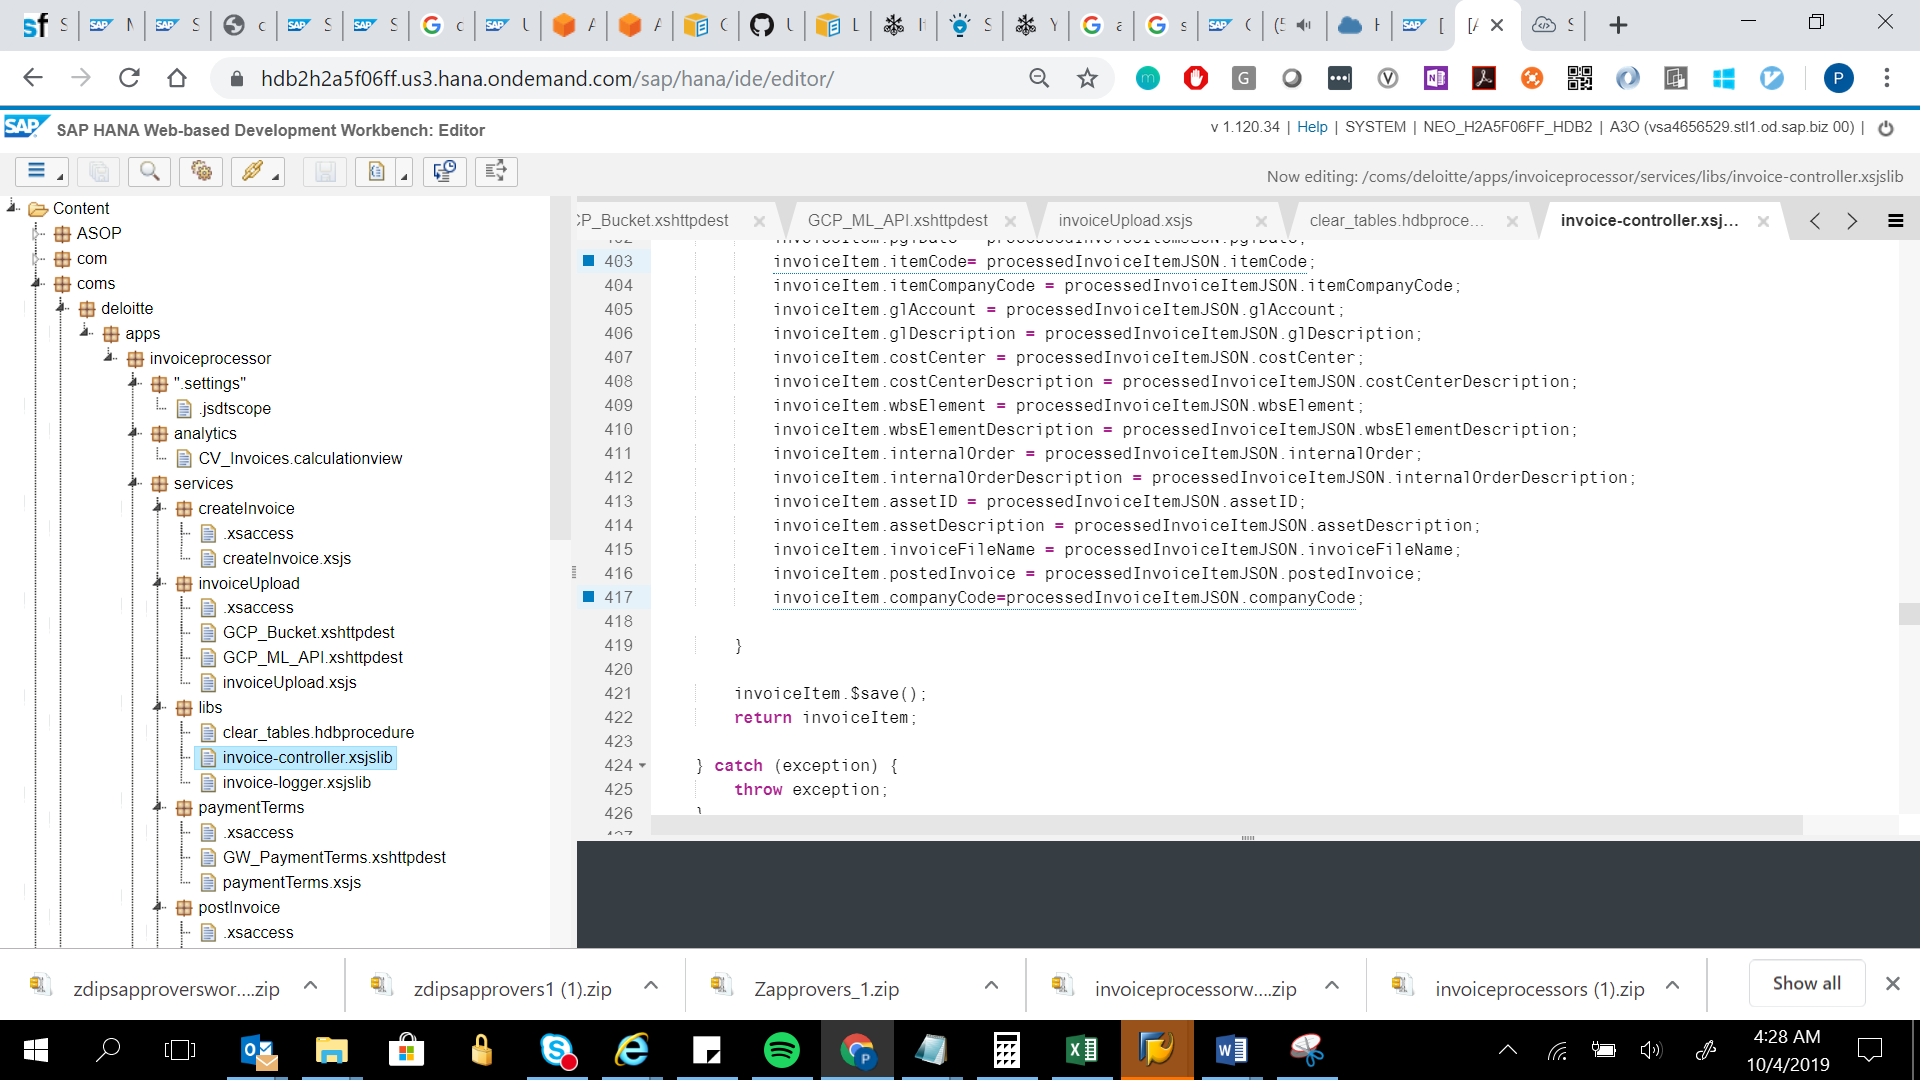 hdb2h2a5f06ff.us3.hana.ondemand.com/sap/hana/ide/editor/
SAP SAP HANA Web-based Development Workbench: Editor
v 1.120.34 | Help | SYSTEM | NEO_H2A5F06FF_HDB2 | A3O (vsa4656529.stl1.od.sap.biz 00) |
Now editing: /coms/deloitte/apps/invoiceprocessor/services/libs/invoice-controller.xsjslib
Content
ASOP
com
coms
deloitte
apps
invoiceprocessor
".settings"
.jsdtscope
analytics
CV_Invoices.calculationview
services
createInvoice
.xsaccess
createInvoice.xsjs
invoiceUpload
.xsaccess
GCP_Bucket.xshttpdest
GCP_ML_API.xshttpdest
invoiceUpload.xsjs
libs
clear_tables.hdbprocedure
invoice-controller.xsjslib
invoice-logger.xsjslib
paymentTerms
.xsaccess
GW_PaymentTerms.xshttpdest
paymentTerms.xsjs
postInvoice
.xsaccess
CP_Bucket.xshttpdest GCP_ML_API.xshttpdest invoiceUpload.xsjs clear_tables.hdbproce... invoice-controller.xsj...
403 invoiceItem.itemCode= processedInvoiceItemJSON.itemCode;
404 invoiceItem.itemCompanyCode = processedInvoiceItemJSON.itemCompanyCode;
405 invoiceItem.glAccount = processedInvoiceItemJSON.glAccount;
406 invoiceItem.glDescription = processedInvoiceItemJSON.glDescription;
407 invoiceItem.costCenter = processedInvoiceItemJSON.costCenter;
408 invoiceItem.costCenterDescription = processedInvoiceItemJSON.costCenterDescription;
409 invoiceItem.wbsElement = processedInvoiceItemJSON.wbsElement;
410 invoiceItem.wbsElementDescription = processedInvoiceItemJSON.wbsElementDescription;
411 invoiceItem.internalOrder = processedInvoiceItemJSON.internalOrder;
412 invoiceItem.internalOrderDescription = processedInvoiceItemJSON.internalOrderDescription;
413 invoiceItem.assetID = processedInvoiceItemJSON.assetID;
414 invoiceItem.assetDescription = processedInvoiceItemJSON.assetDescription;
415 invoiceItem.invoiceFileName = processedInvoiceItemJSON.invoiceFileName;
416 invoiceItem.postedInvoice = processedInvoiceItemJSON.postedInvoice;
417 invoiceItem.companyCode=processedInvoiceItemJSON.companyCode;
418
419 }
420
421 invoiceItem.$save();
422 return invoiceItem;
423
424 } catch (exception) {
425 throw exception;
426
zdipsapproverswor....zip
zdipsapprovers1 (1).zip
Zapprovers_1.zip
invoiceprocessorw....zip
invoiceprocessors (1).zip
Show all
4:28 AM
10/4/2019